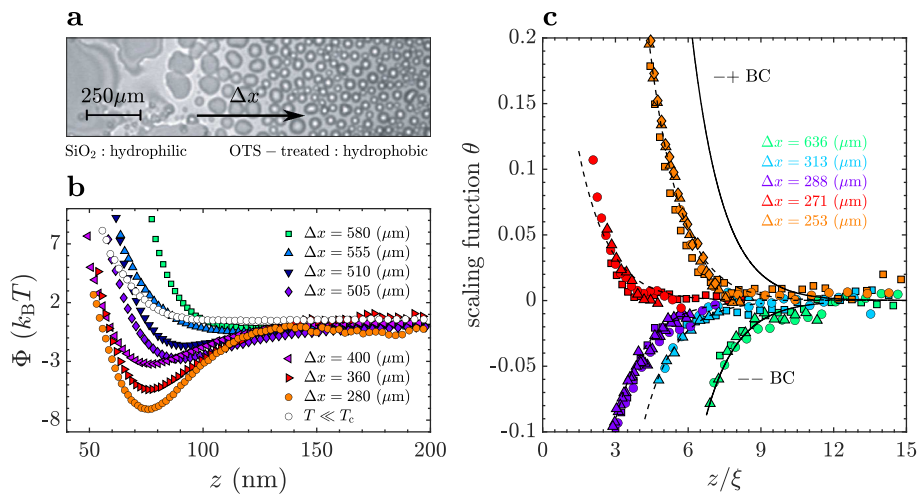 a
250μm
Δx
SiO₂ : hydrophilic
OTS − treated : hydrophobic
b
7
2
-3
-8
Φ (k_BT)
50
100
150
200
z (nm)
Δx = 580 (μm)
Δx = 555 (μm)
Δx = 510 (μm)
Δx = 505 (μm)
Δx = 400 (μm)
Δx = 360 (μm)
Δx = 280 (μm)
T ≪ T_c
c
0.2
0.15
0.1
0.05
0
-0.05
-0.1
scaling function θ
0
3
6
9
12
15
z/ξ
−+ BC
Δx = 636 (μm)
Δx = 313 (μm)
Δx = 288 (μm)
Δx = 271 (μm)
Δx = 253 (μm)
−− BC